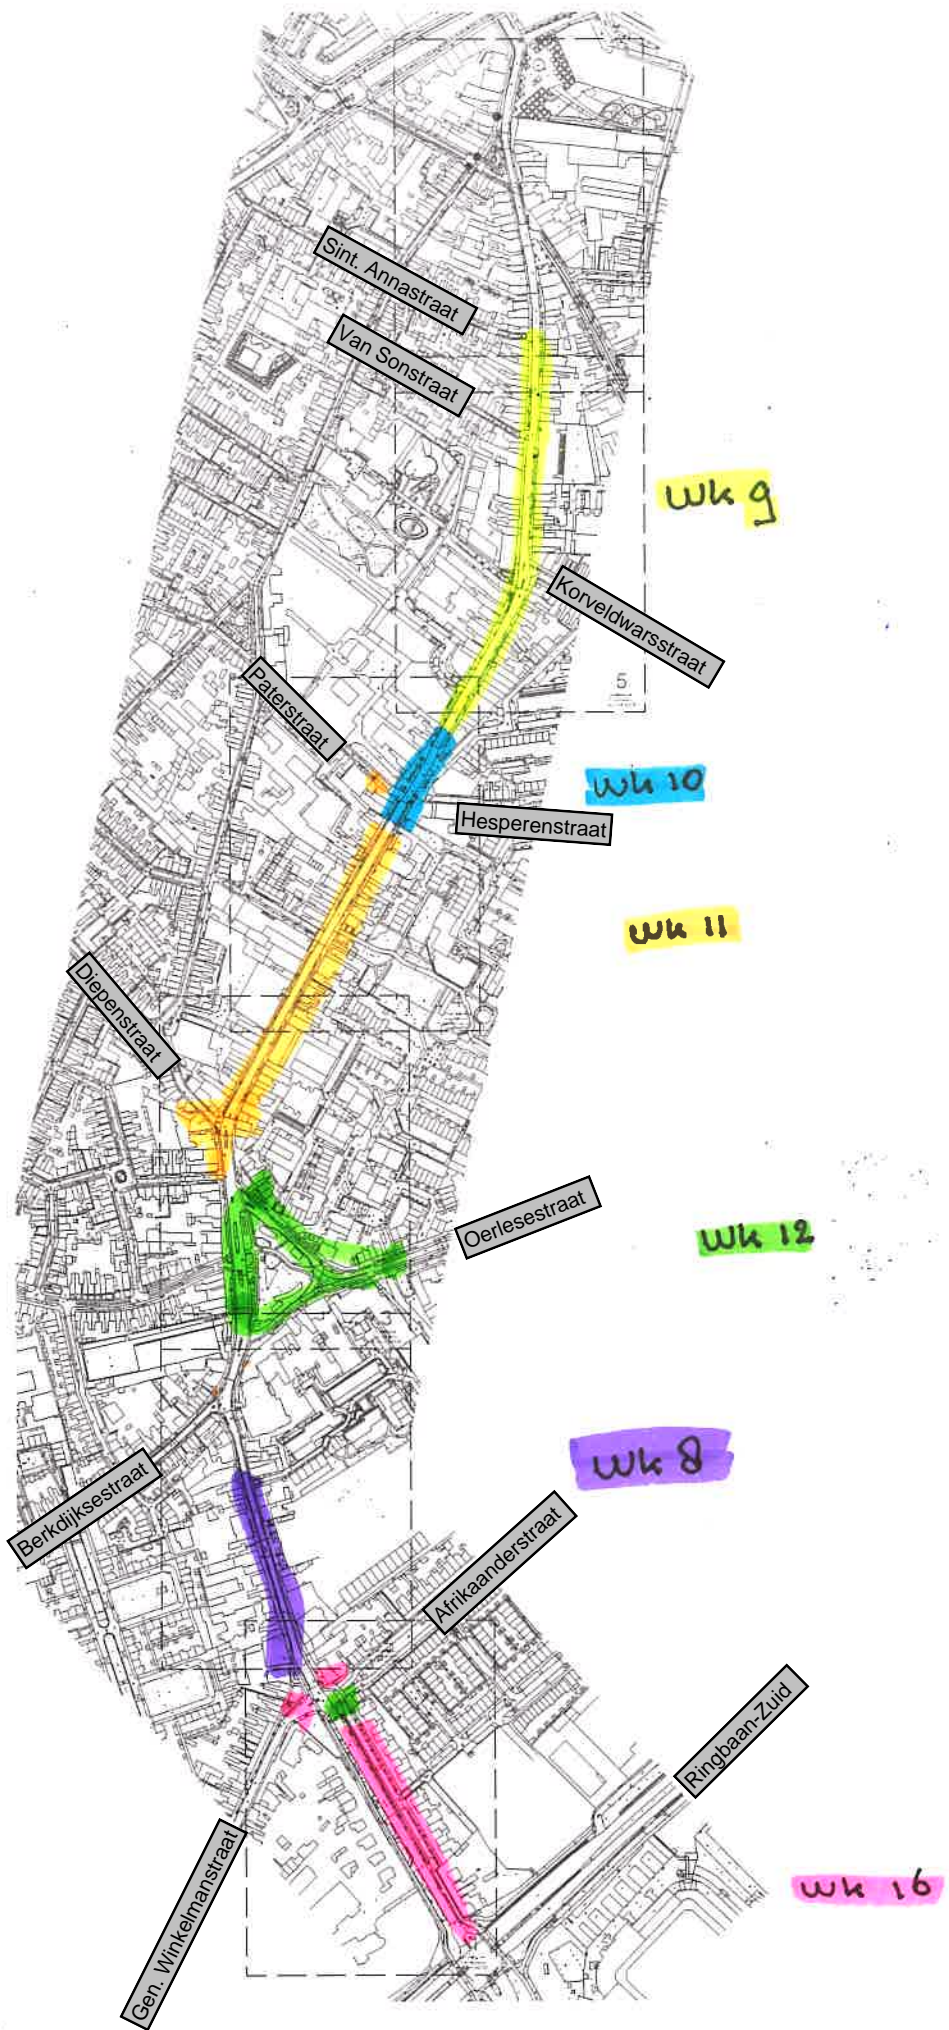 Sint. Annastraat
Van Sonstraat
Wk 9
Korveldwarsstraat
5
Paterstraat
Wk 10
Hesperenstraat
Wk 11
Diepenstraat
Oerlesestraat
Wk 12
Wk 8
Berkdijksestraat
Afrikaanderstraat
Ringbaan-Zuid
Gen. Winkelmanstraat
Wk 16